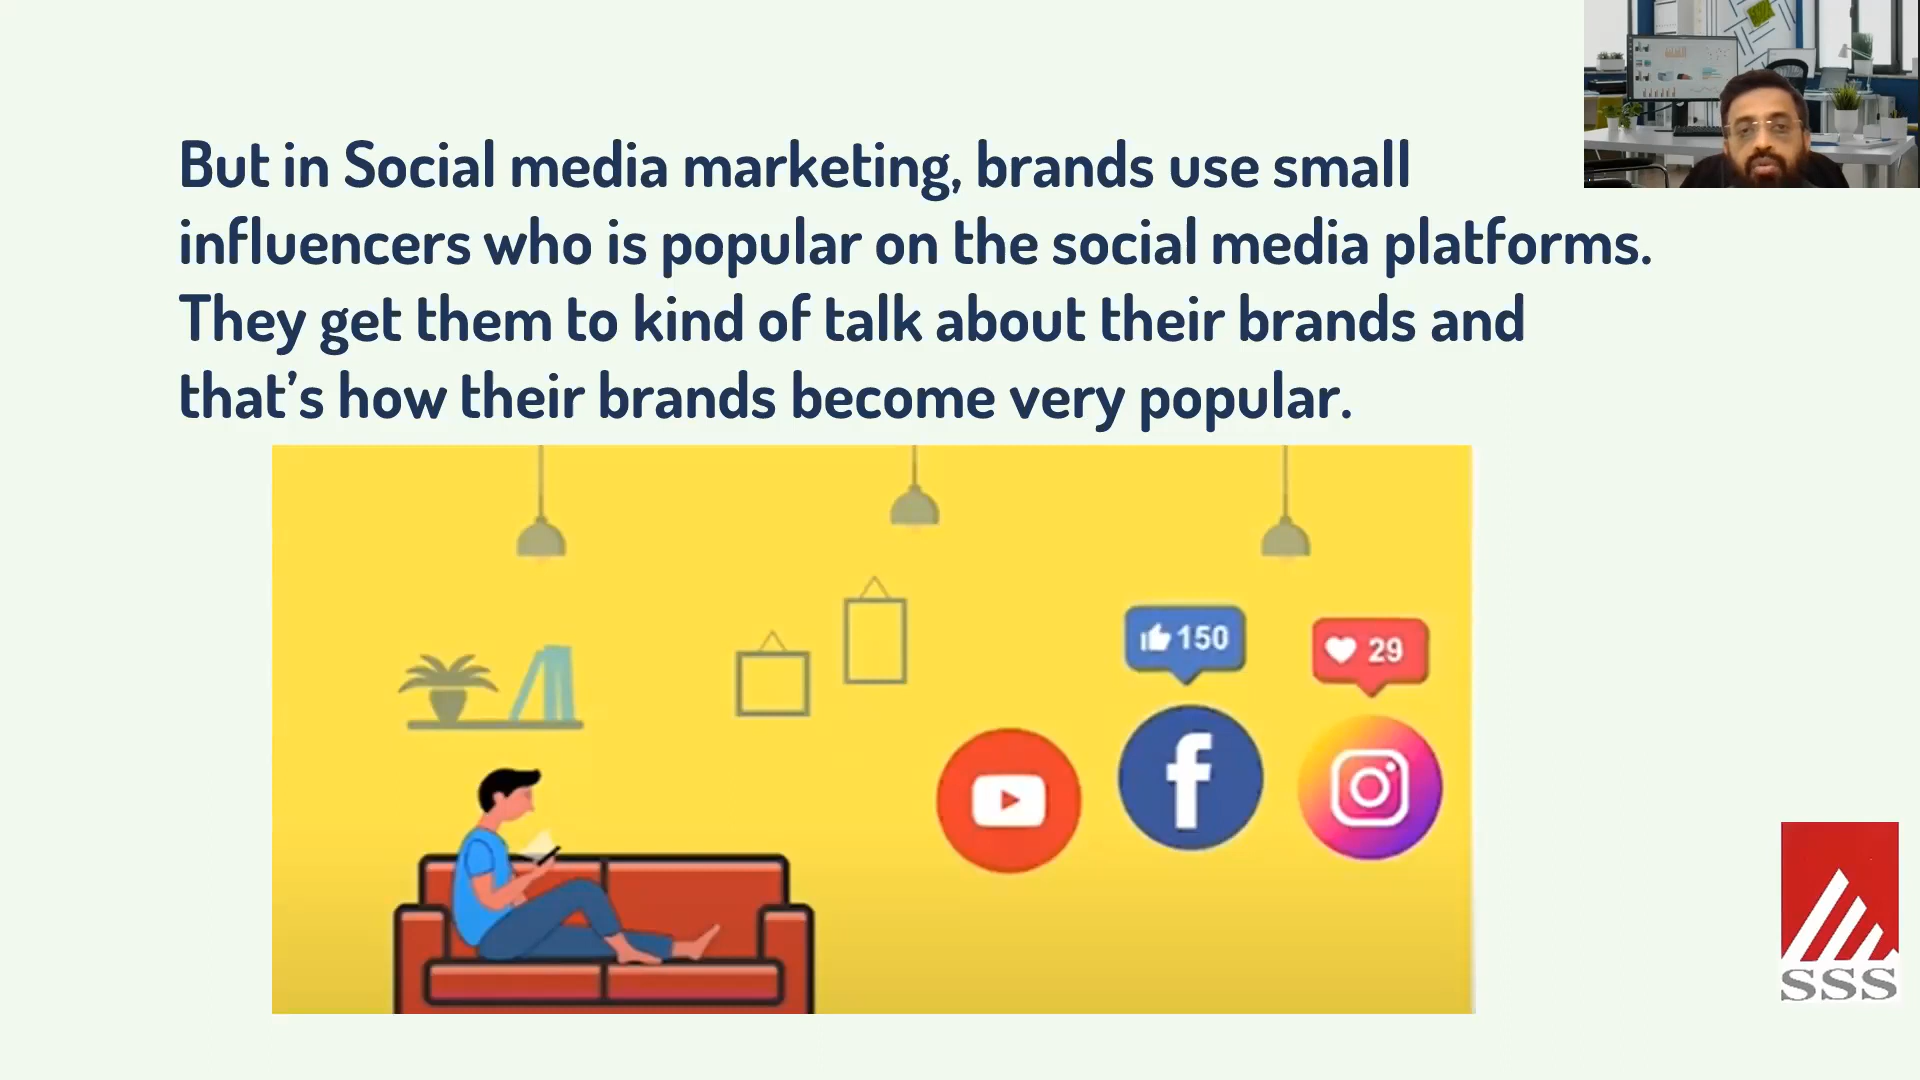 But in Social media marketing, brands use small
influencers who is popular on the social media platforms.
They get them to kind of talk about their brands and
that's how their brands become very popular.
150
29
f
SSS